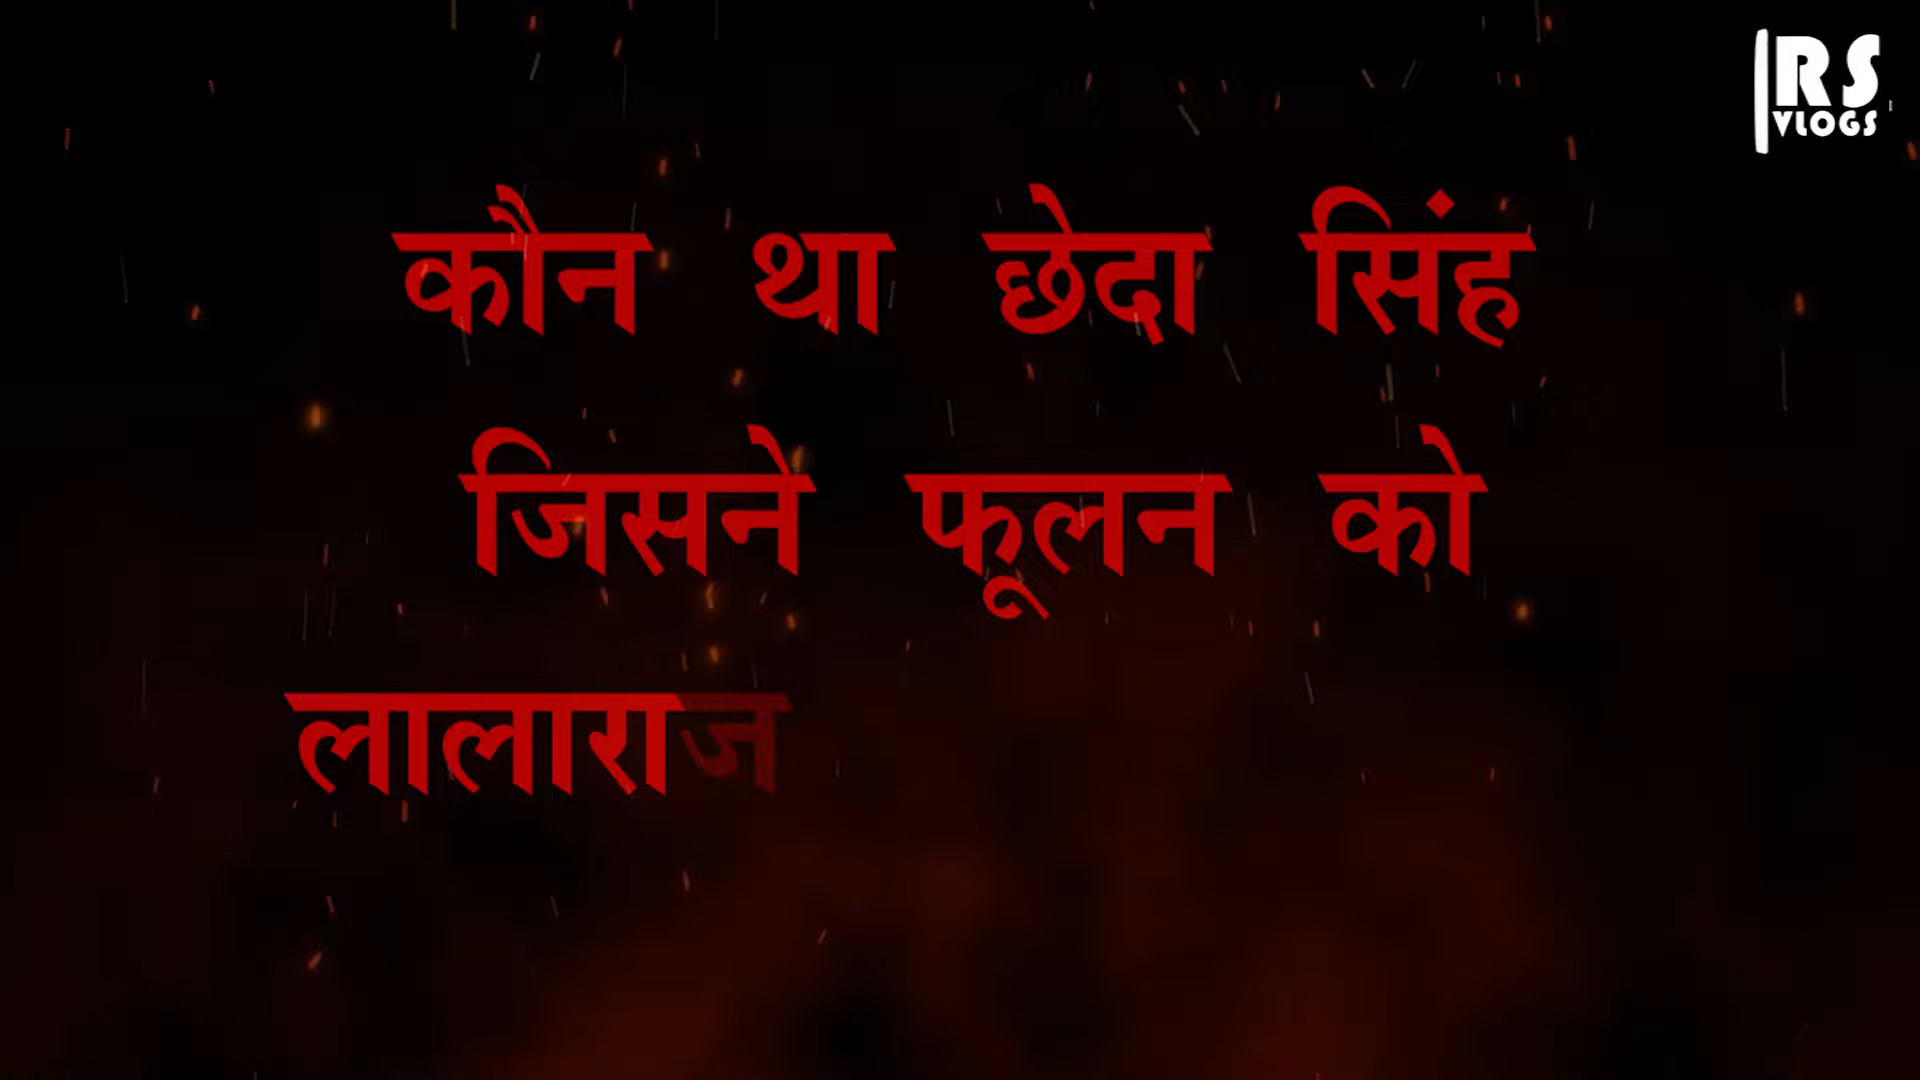 RS
VLOGS
कौन था छेदा सिंह
जिसने फूलन को
लालाराज